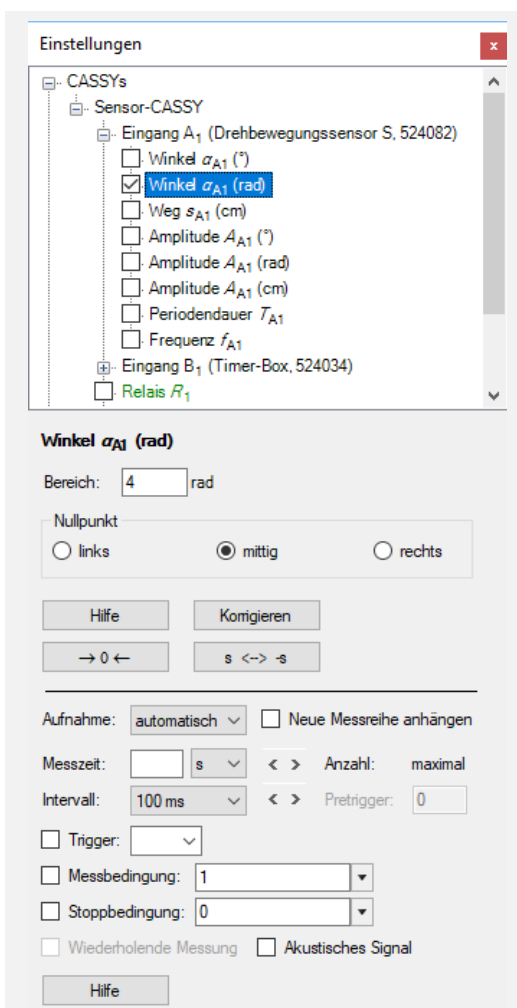 Einstellungen
x
CASSYs
Sensor-CASSY
Eingang A1 (Drehbewegungssensor S, 524082)
Winkel αA1 (°)
Winkel αA1 (rad)
Weg sA1 (cm)
Amplitude AA1 (°)
Amplitude AA1 (rad)
Amplitude AA1 (cm)
Periodendauer TA1
Frequenz fA1
Eingang B1 (Timer-Box, 524034)
Relais R1
Winkel αA1 (rad)
Bereich: 4 rad
Nullpunkt
links mittig rechts
Hilfe Korrigieren
→ 0 ← s <--> -s
Aufnahme: automatisch Neue Messreihe anhängen
Messzeit: s < > Anzahl: maximal
Intervall: 100 ms < > Pretrigger: 0
Trigger:
Messbedingung: 1
Stoppbedingung: 0
Wiederholende Messung Akustisches Signal
Hilfe